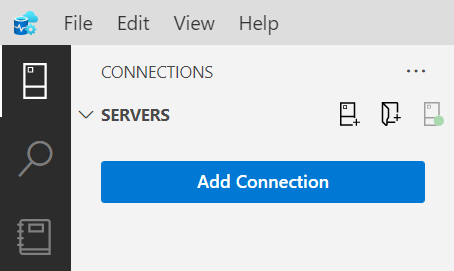 File Edit View Help
CONNECTIONS
SERVERS
Add Connection